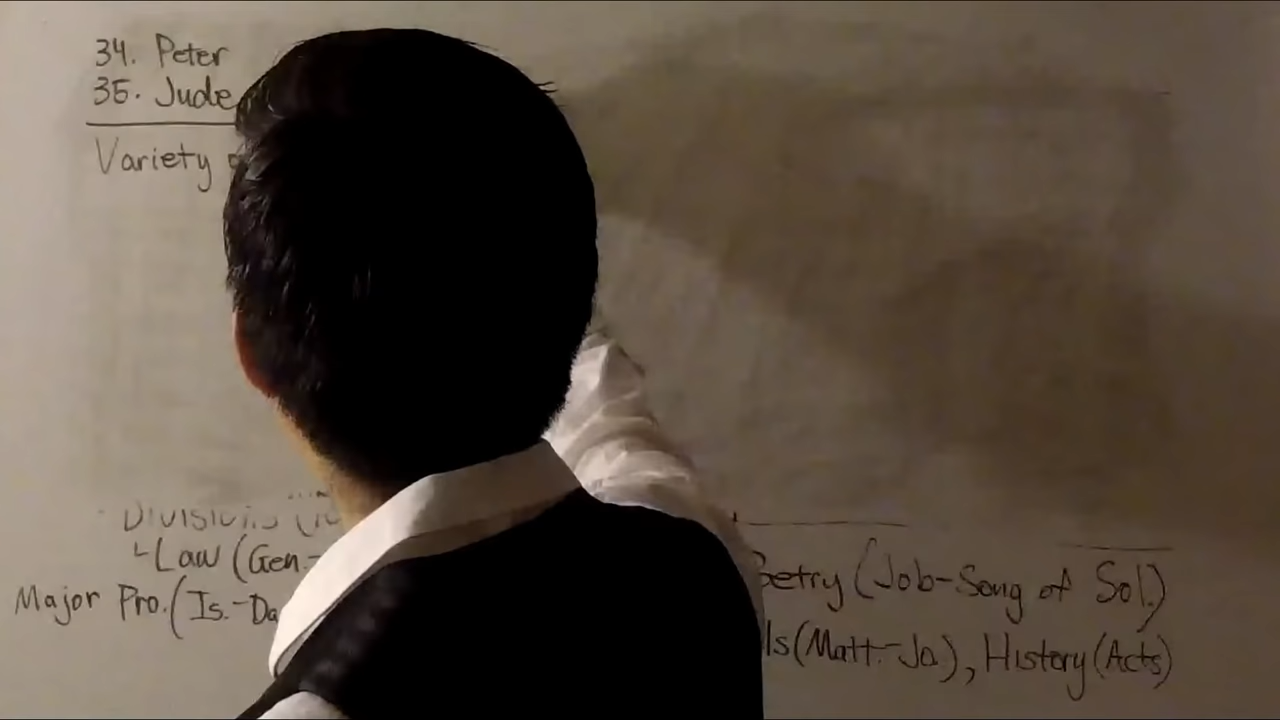 34. Peter
35. Jude
Variety
Divisions
Law (Gen.- Poetry (Job-Song of Sol.)
Major Pro. (Is.-Da ls (Matt.-Jo.), History (Acts)